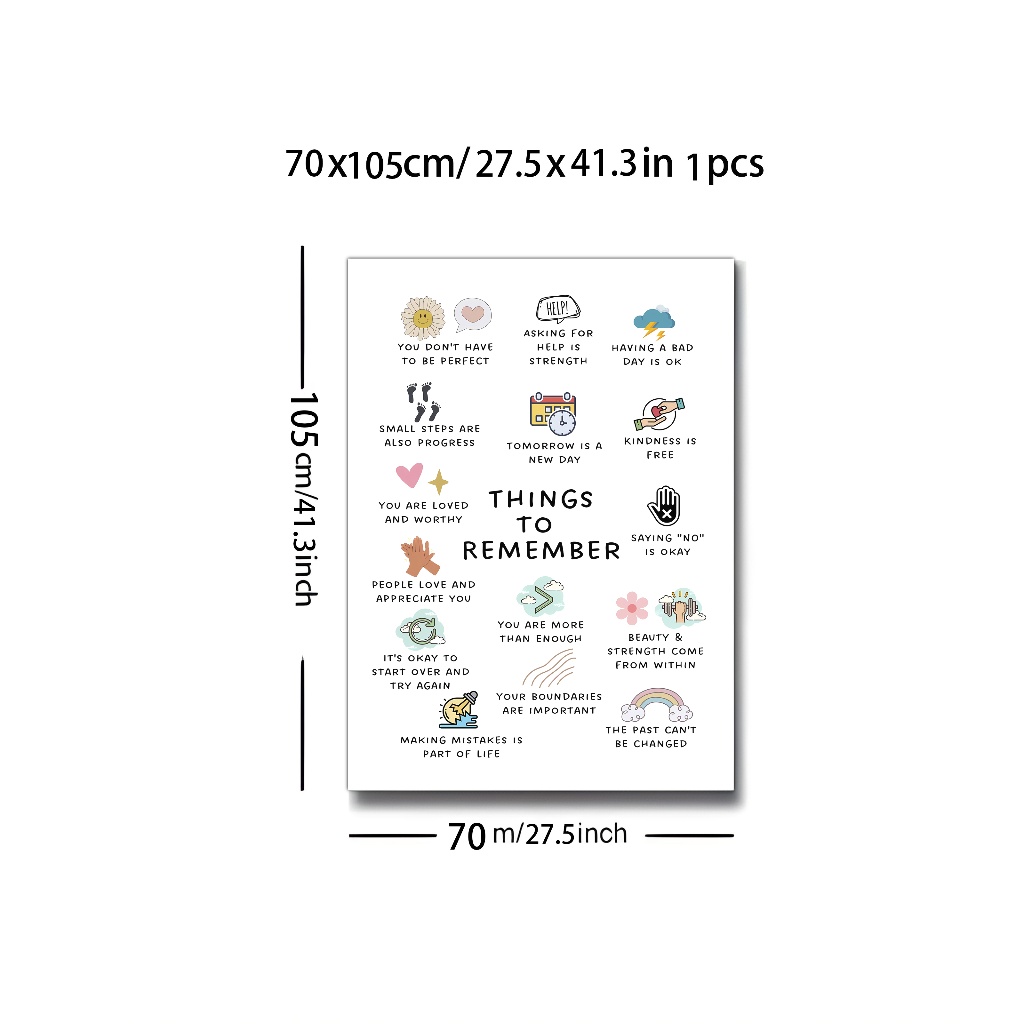 70x105cm/27.5x41.3in 1pcs
105cm/41.3inch
YOU DON'T HAVE
TO BE PERFECT
HELP!
ASKING FOR
HELP IS
STRENGTH
HAVING A BAD
DAY IS OK
SMALL STEPS ARE
ALSO PROGRESS
TOMORROW IS A
NEW DAY
KINDNESS IS
FREE
YOU ARE LOVED
AND WORTHY
THINGS
TO
REMEMBER
SAYING "NO"
IS OKAY
PEOPLE LOVE AND
APPRECIATE YOU
YOU ARE MORE
THAN ENOUGH
BEAUTY &
STRENGTH COME
FROM WITHIN
IT'S OKAY TO
START OVER AND
TRY AGAIN
YOUR BOUNDARIES
ARE IMPORTANT
THE PAST CAN'T
BE CHANGED
MAKING MISTAKES IS
PART OF LIFE
70 m/27.5inch